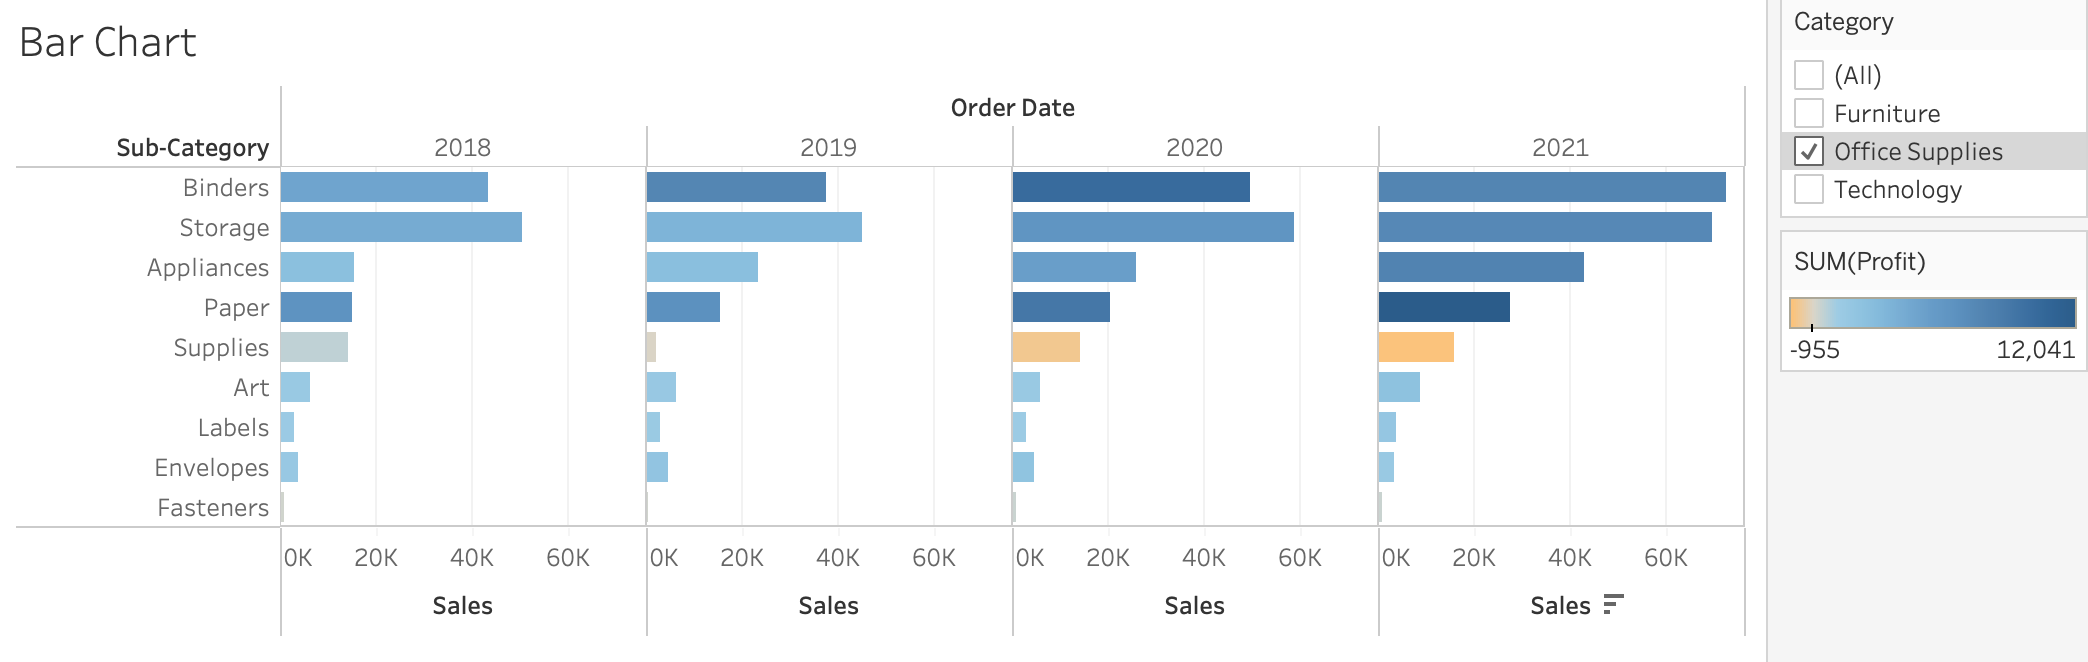 Bar Chart
Order Date
Sub-Category 2018 2019 2020 2021
Binders
Storage
Appliances
Paper
Supplies
Art
Labels
Envelopes
Fasteners
0K 20K 40K 60K 0K 20K 40K 60K 0K 20K 40K 60K 0K 20K 40K 60K
Sales Sales Sales Sales
Category
(All)
Furniture
Office Supplies
Technology
SUM(Profit)
-955 12,041